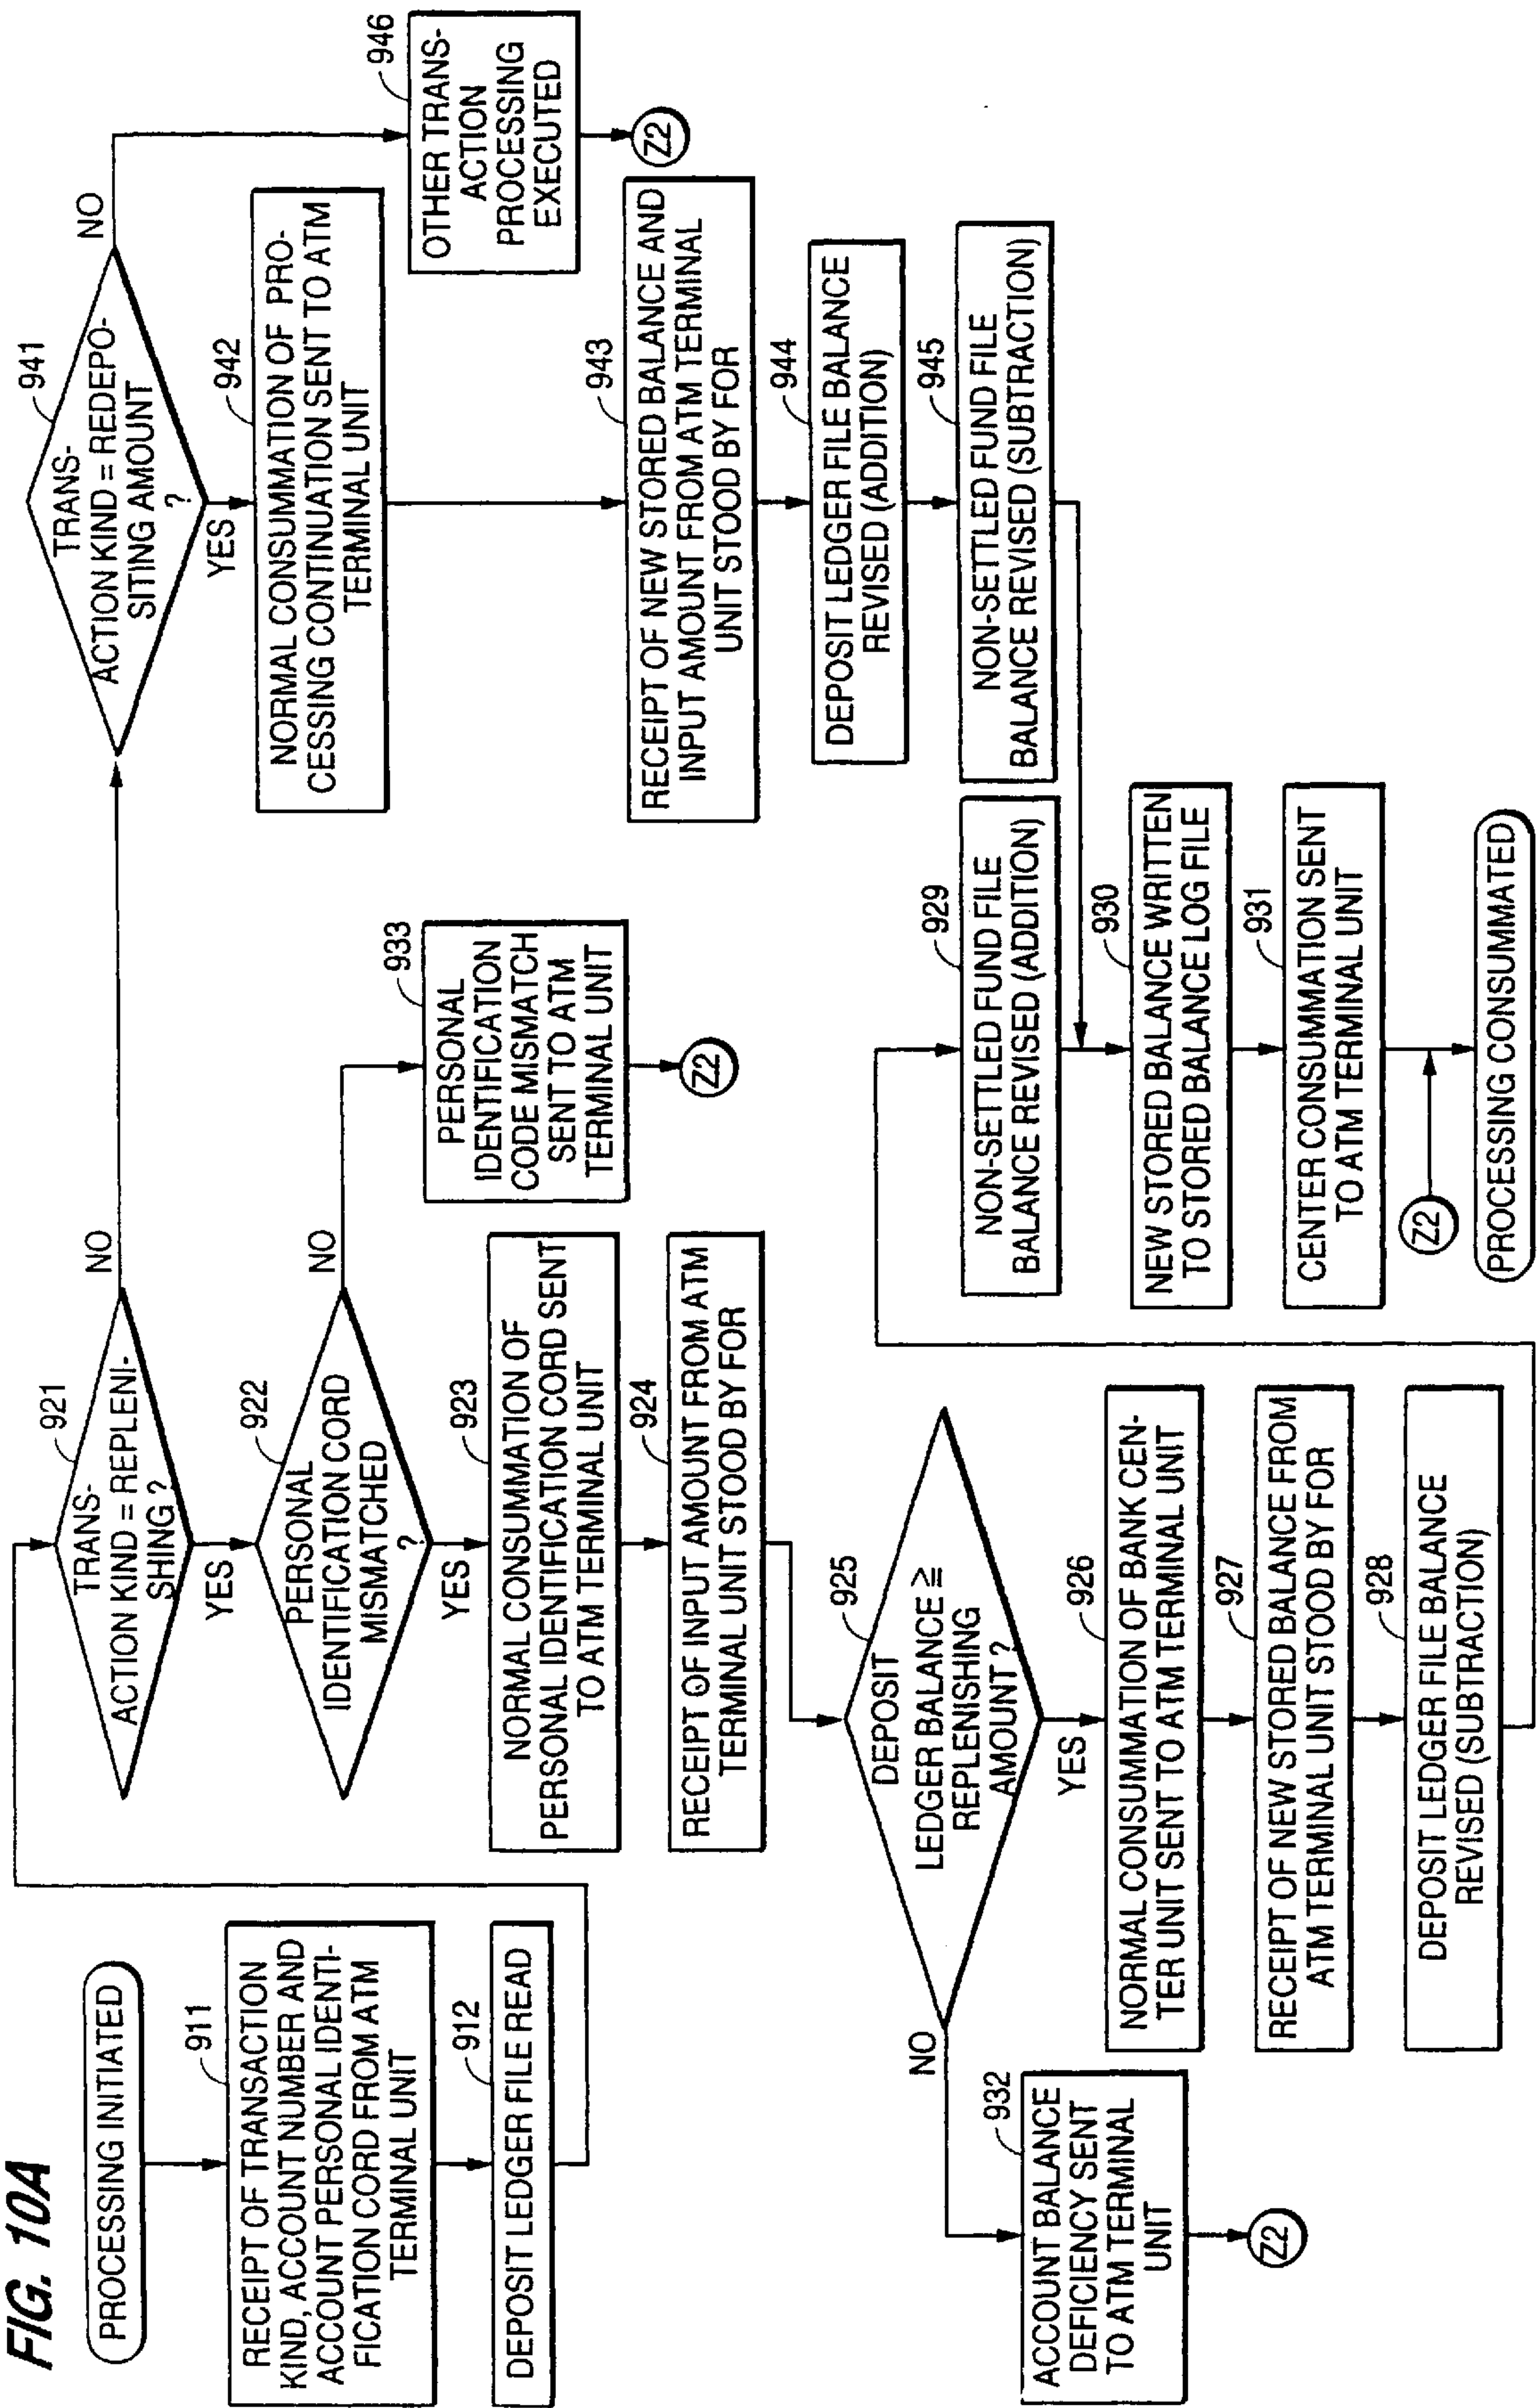 FIG. 10A
PROCESSING INITIATED
911
RECEIPT OF TRANSACTION
KIND, ACCOUNT NUMBER AND
ACCOUNT PERSONAL IDENTI-
FICATION CORD FROM ATM
TERMINAL UNIT
912
DEPOSIT LEDGER FILE READ
921
TRANS-
ACTION KIND = REPLENI-
SHING ?
NO
YES
922
PERSONAL
IDENTIFICATION CORD
MISMATCHED
?
NO
YES
923
NORMAL CONSUMMATION OF
PERSONAL IDENTIFICATION CORD SENT
TO ATM TERMINAL UNIT
924
RECEIPT OF INPUT AMOUNT FROM ATM
TERMINAL UNIT STOOD BY FOR
925
DEPOSIT
LEDGER BALANCE ≧
REPLENISHING
AMOUNT ?
NO
YES
932
ACCOUNT BALANCE
DEFICIENCY SENT
TO ATM TERMINAL
UNIT
Z2
926
NORMAL CONSUMMATION OF BANK CEN-
TER UNIT SENT TO ATM TERMINAL UNIT
927
RECEIPT OF NEW STORED BALANCE FROM
ATM TERMINAL UNIT STOOD BY FOR
928
DEPOSIT LEDGER FILE BALANCE
REVISED (SUBTRACTION)
933
PERSONAL
IDENTIFICATION
CODE MISMATCH
SENT TO ATM
TERMINAL UNIT
Z2
929
NON-SETTLED FUND FILE
BALANCE REVISED (ADDITION)
930
NEW STORED BALANCE WRITTEN
TO STORED BALANCE LOG FILE
931
CENTER CONSUMMATION SENT
TO ATM TERMINAL UNIT
Z2
PROCESSING CONSUMMATED
941
TRANS-
ACTION KIND = REDEPO-
SITING AMOUNT
?
NO
YES
942
NORMAL CONSUMMATION OF PRO-
CESSING CONTINUATION SENT TO ATM
TERMINAL UNIT
943
RECEIPT OF NEW STORED BALANCE AND
INPUT AMOUNT FROM ATM TERMINAL
UNIT STOOD BY FOR
944
DEPOSIT LEDGER FILE BALANCE
REVISED (ADDITION)
945
NON-SETTLED FUND FILE
BALANCE REVISED (SUBTRACTION)
946
OTHER TRANS-
ACTION
PROCESSING
EXECUTED
Z2